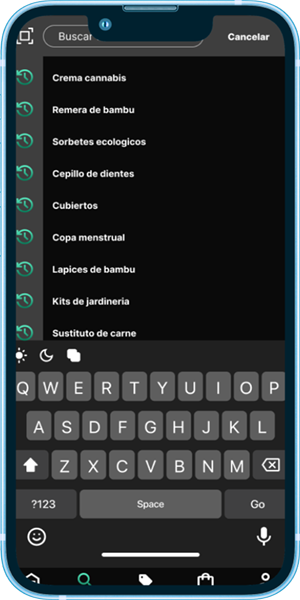 Buscar
Cancelar
Crema cannabis
Remera de bambu
Sorbetes ecologicos
Cepillo de dientes
Cubiertos
Copa menstrual
Lapices de bambu
Kits de jardineria
Sustituto de carne
Q W E R T Y U I O P
A S D F G H J K L
Z X C V B N M
?123 Space Go